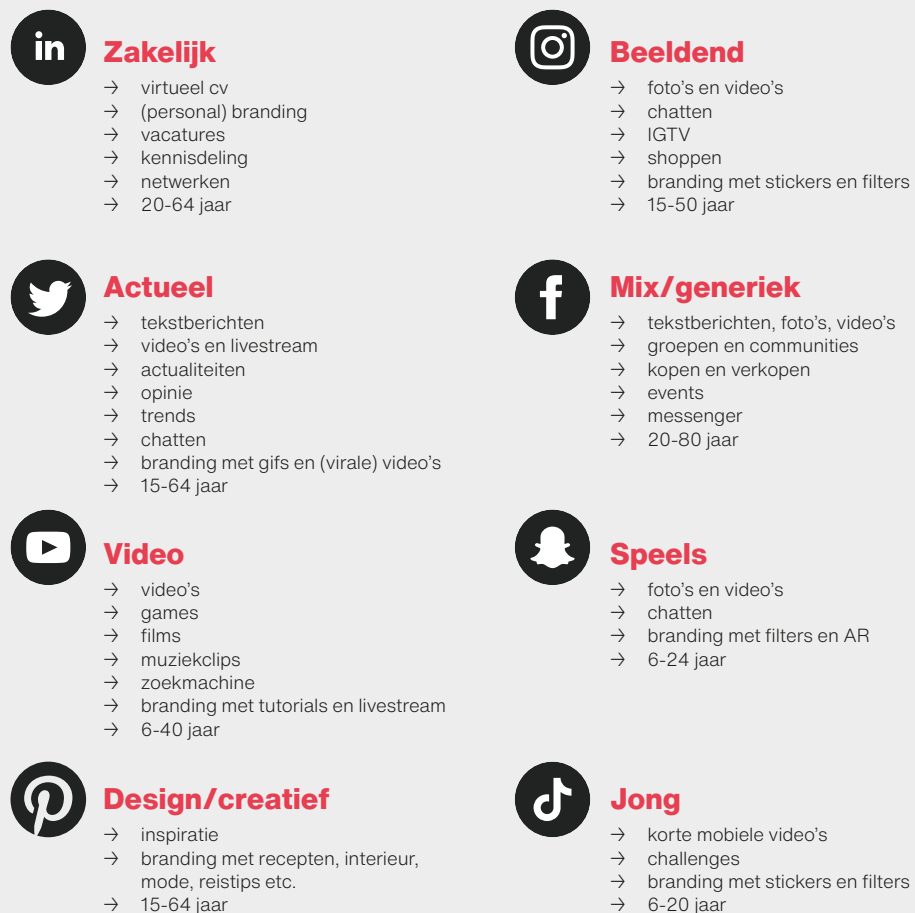 in
Zakelijk
→ virtueel cv
→ (personal) branding
→ vacatures
→ kennisdeling
→ netwerken
→ 20-64 jaar
Beeldend
→ foto's en video's
→ chatten
→ IGTV
→ shoppen
→ branding met stickers en filters
→ 15-50 jaar
Actueel
→ tekstberichten
→ video's en livestream
→ actualiteiten
→ opinie
→ trends
→ chatten
→ branding met gifs en (virale) video's
→ 15-64 jaar
Mix/generiek
→ tekstberichten, foto's, video's
→ groepen en communities
→ kopen en verkopen
→ events
→ messenger
→ 20-80 jaar
Video
→ video's
→ games
→ films
→ muziekclips
→ zoekmachine
→ branding met tutorials en livestream
→ 6-40 jaar
Speels
→ foto's en video's
→ chatten
→ branding met filters en AR
→ 6-24 jaar
Design/creatief
→ inspiratie
→ branding met recepten, interieur,
mode, reistips etc.
→ 15-64 jaar
Jong
→ korte mobiele video's
→ challenges
→ branding met stickers en filters
→ 6-20 jaar